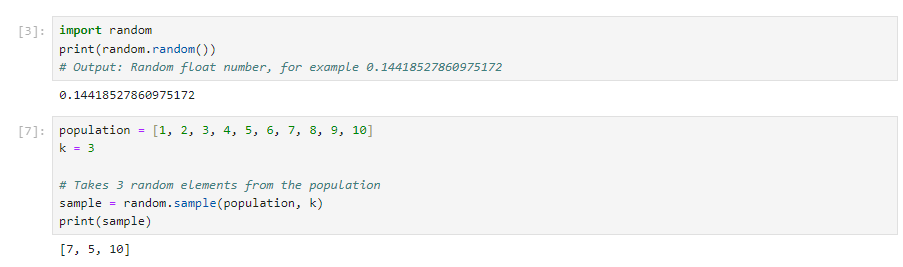 [3]:
import random
print(random.random())
# Output: Random float number, for example 0.14418527860975172
0.14418527860975172
[7]:
population = [1, 2, 3, 4, 5, 6, 7, 8, 9, 10]
k = 3
# Takes 3 random elements from the population
sample = random.sample(population, k)
print(sample)
[7, 5, 10]